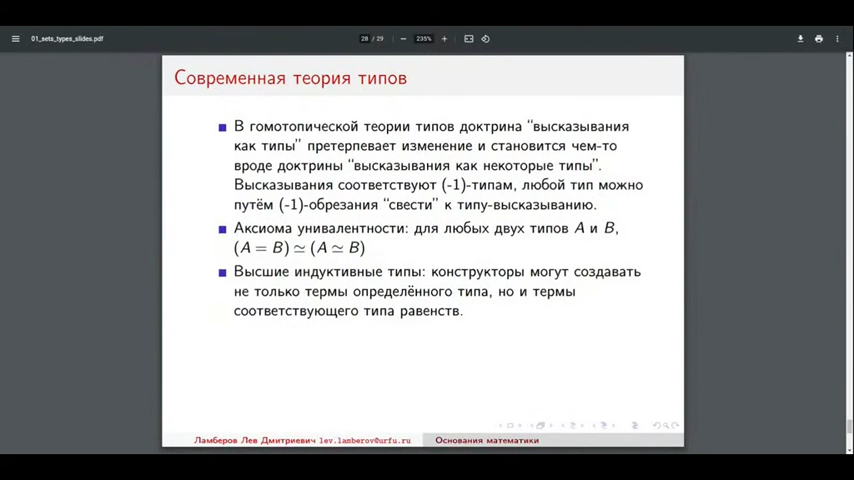 01_sets_types_slides.pdf
28 / 29
235%
Современная теория типов
В гомотопической теории типов доктрина “высказывания
как типы” претерпевает изменение и становится чем-то
вроде доктрины “высказывания как некоторые типы”.
Высказывания соответствуют (-1)-типам, любой тип можно
путём (-1)-обрезания “свести” к типу-высказыванию.
Аксиома унивалентности: для любых двух типов A и B,
(A = B) ≃ (A ≃ B)
Высшие индуктивные типы: конструкторы могут создавать
не только термы определённого типа, но и термы
соответствующего типа равенств.
Ламберов Лев Дмитриевич lev.lamberov@urfu.ru
Основания математики